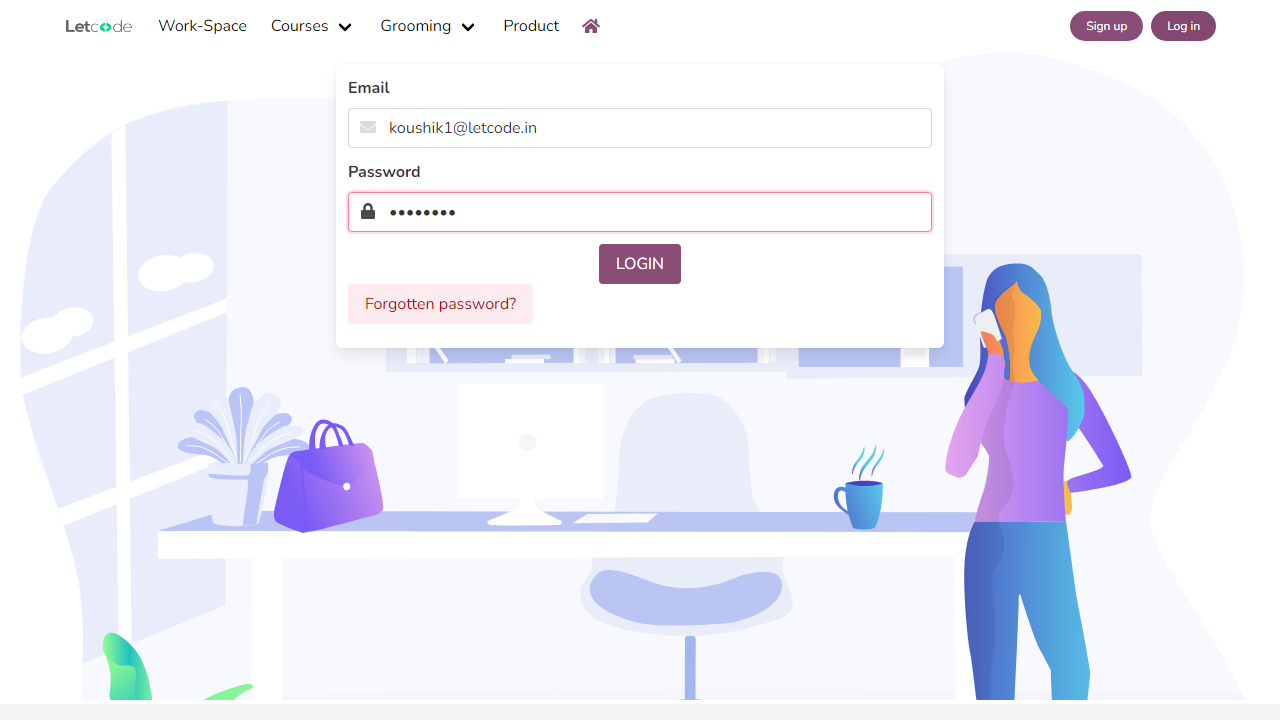 Letcode Work-Space Courses Grooming Product Sign up Log in
Email
koushik1@letcode.in
Password
••••••••
LOGIN
Forgotten password?